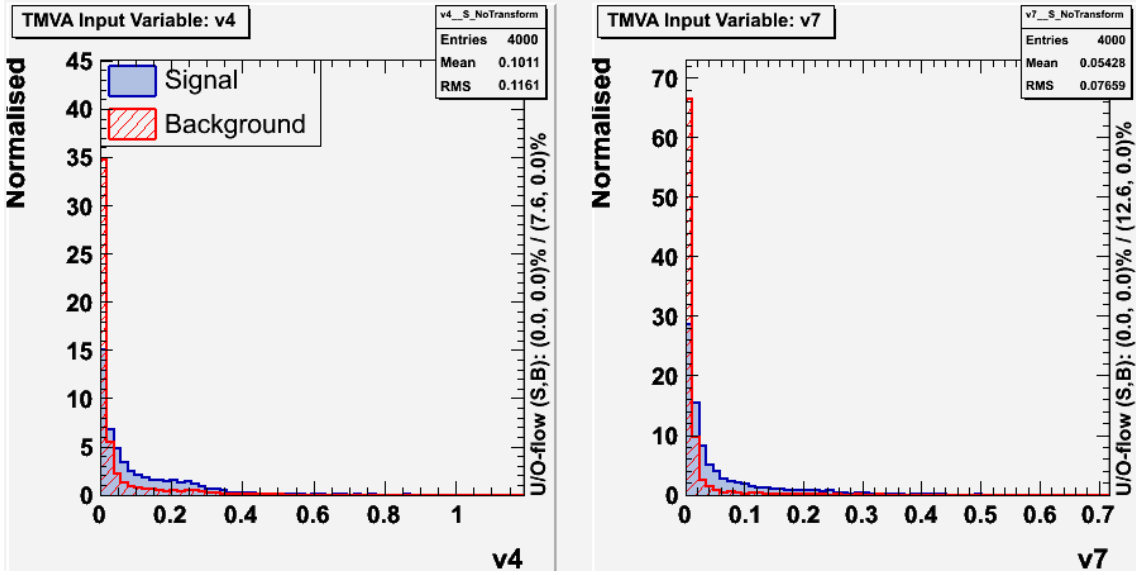 TMVA Input Variable: v4
v4__S_NoTransform
Entries 4000
Mean 0.1011
RMS 0.1161
Normalised
45
40
35
30
25
20
15
10
5
0
Signal
Background
0 0.2 0.4 0.6 0.8 1
v4
U/O-flow (S,B): (0.0, 0.0)% / (7.6, 0.0)%
TMVA Input Variable: v7
v7__S_NoTransform
Entries 4000
Mean 0.05428
RMS 0.07659
Normalised
70
60
50
40
30
20
10
0
0 0.1 0.2 0.3 0.4 0.5 0.6 0.7
v7
U/O-flow (S,B): (0.0, 0.0)% / (12.6, 0.0)%